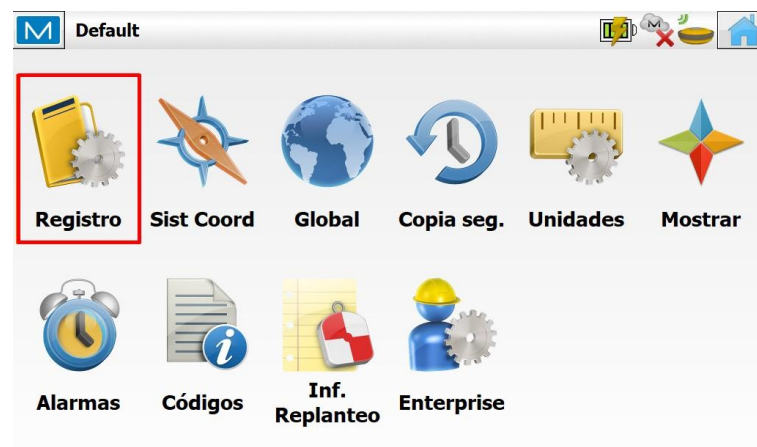 M Default
M
Registro Sist Coord Global Copia seg. Unidades Mostrar
i
Alarmas Códigos Inf. Replanteo Enterprise